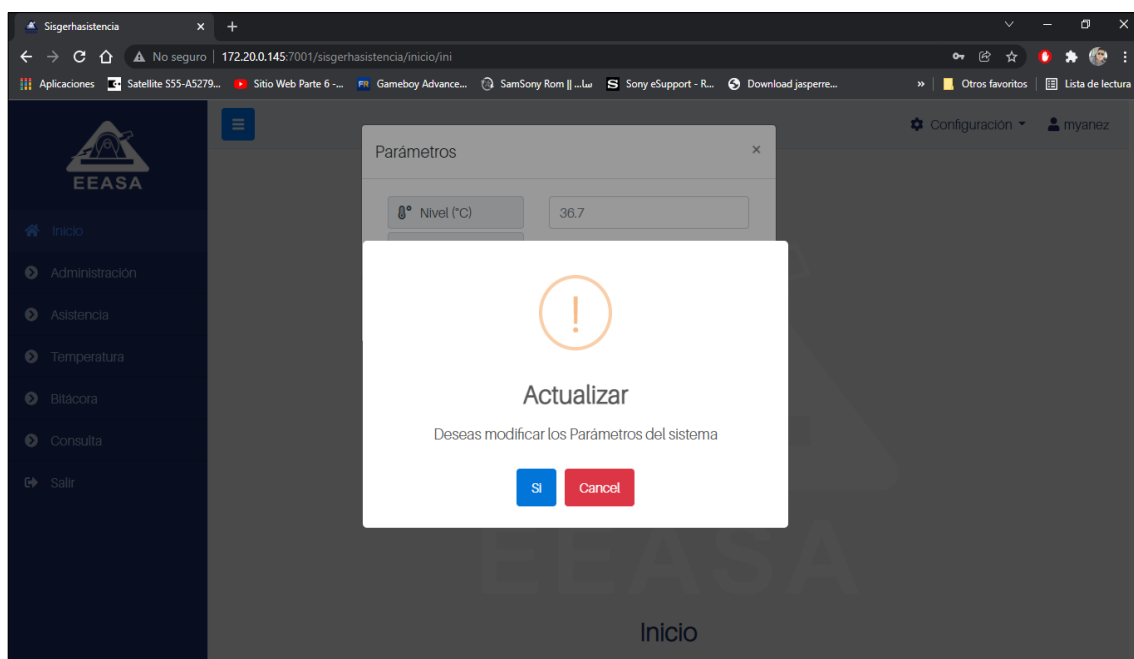 Sisgerhasistencia
No seguro | 172.20.0.145:7001/sisgerhasistencia/inicio/ini
Aplicaciones Satellite S55-A5279... Sitio Web Parte 6 -... Gameboy Advance... SamSony Rom || ...ω Sony eSupport - R... Download jasperre... » Otros favoritos Lista de lectura
EEASA
Configuración myanez
Inicio
Administración
Asistencia
Temperatura
Bitácora
Consulta
Salir
Parámetros ×
Nivel (°C) 36.7
Actualizar
Deseas modificar los Parámetros del sistema
Si Cancel
EEASA
Inicio